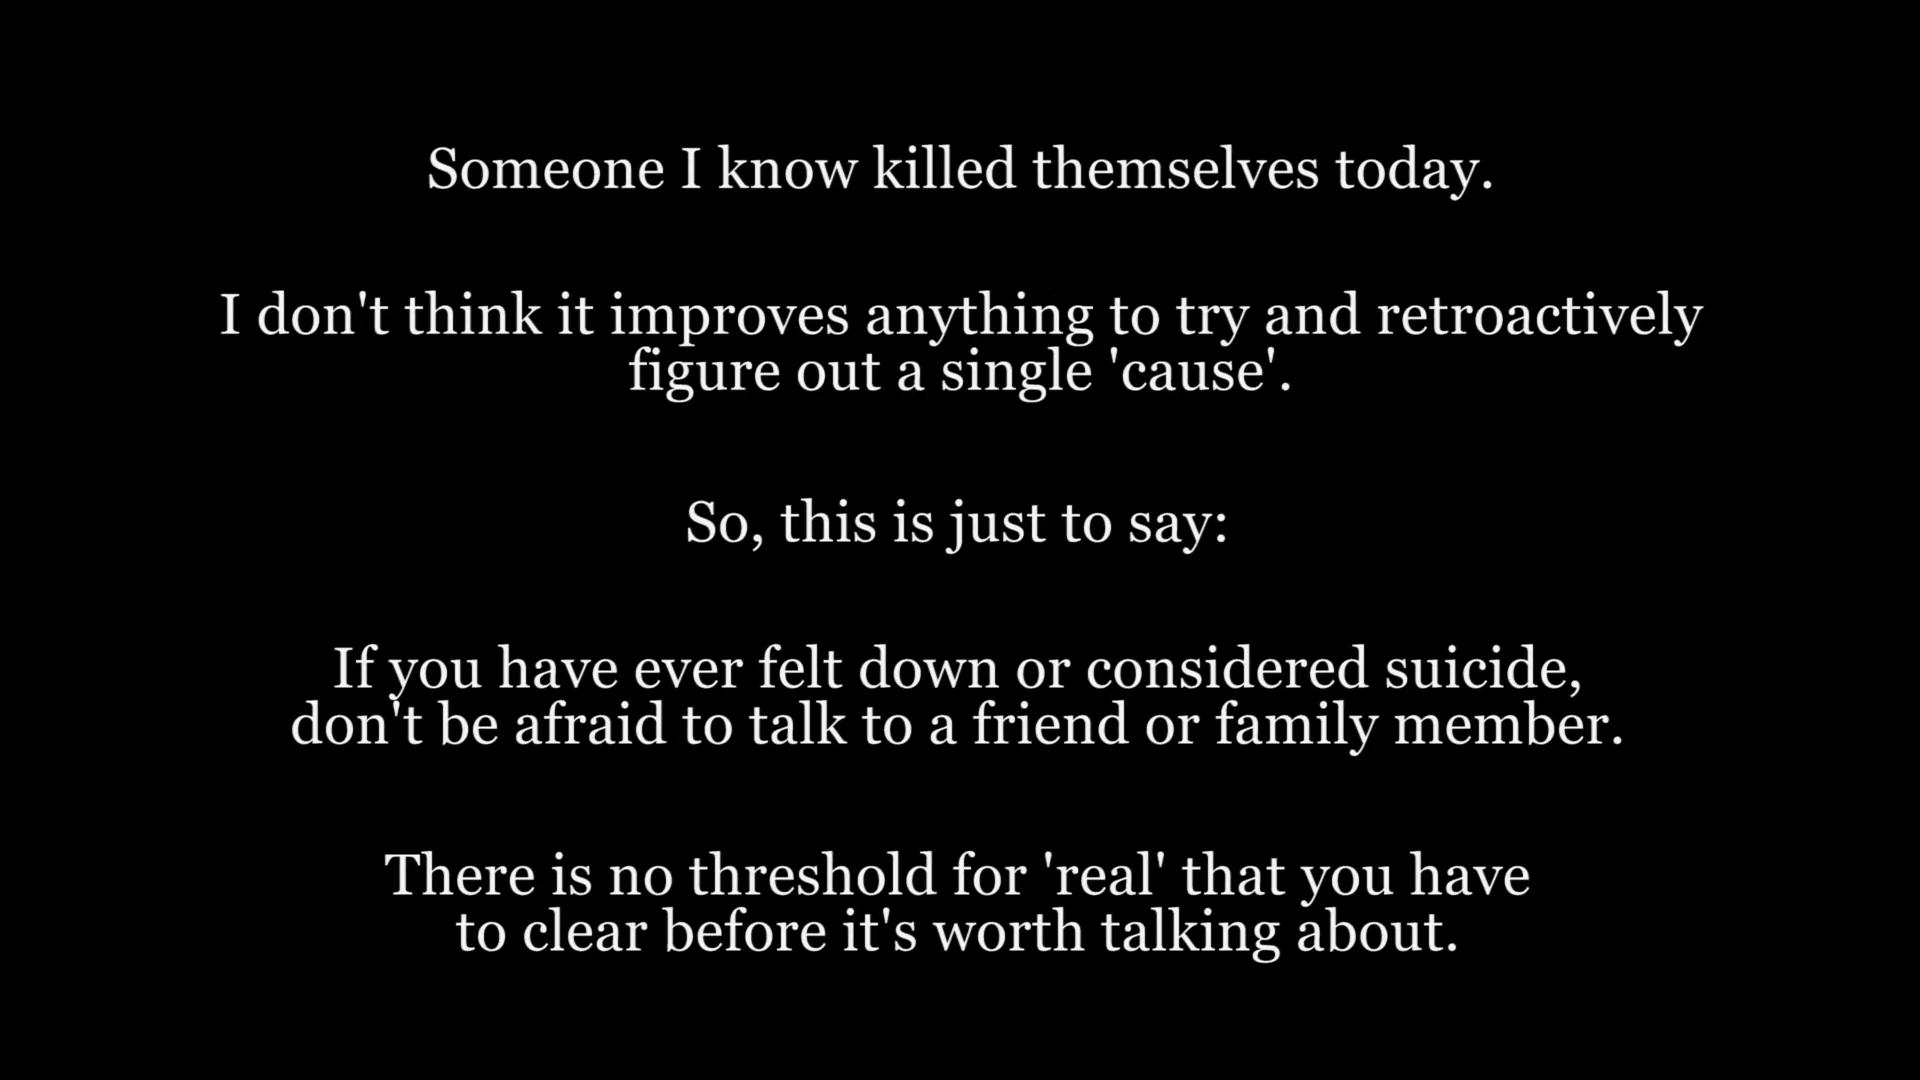 Someone I know killed themselves today.
I don't think it improves anything to try and retroactively
figure out a single 'cause'.
So, this is just to say:
If you have ever felt down or considered suicide,
don't be afraid to talk to a friend or family member.
There is no threshold for 'real' that you have
to clear before it's worth talking about.